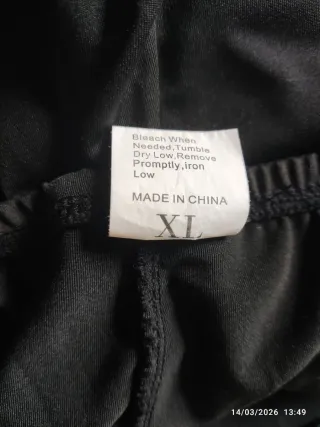 Bleach When
Needed,Tumble
Dry Low,Remove
Promptly,iron
Low
MADE IN CHINA
XL
14/03/2026 13:49